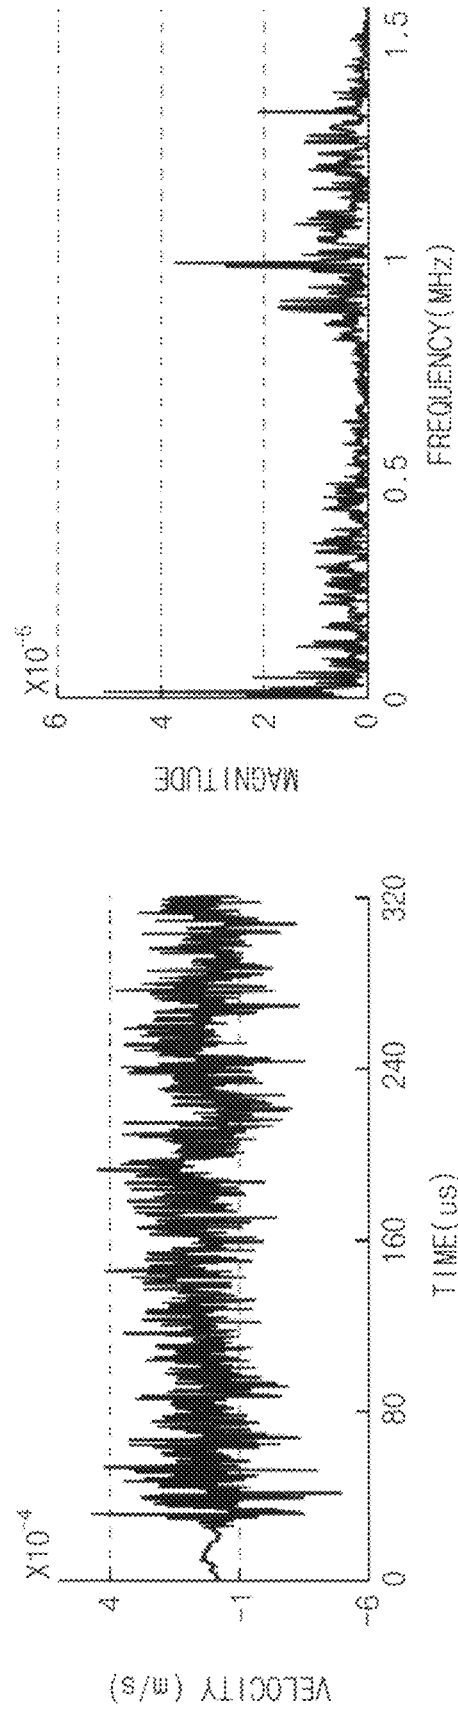 X10⁻⁴
4
-1
-6
VELOCITY (m/s)
0 80 160 240 320
TIME(us)
X10⁻⁵
6
4
2
0
MAGNITUDE
0 0.5 1 1.5
FREQUENCY(MHz)